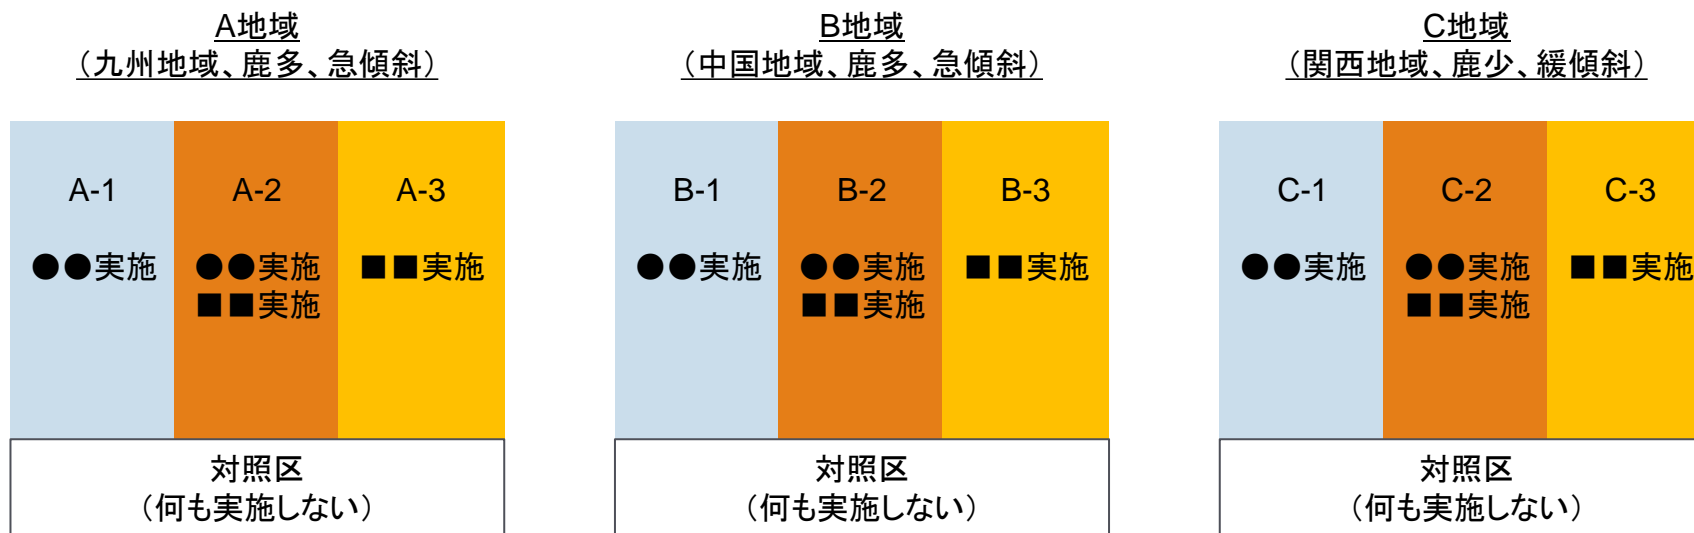 A地域
（九州地域、鹿多、急傾斜）
A-1
A-2
A-3
●●実施
●●実施
■■実施
■■実施
対照区
（何も実施しない）
B地域
（中国地域、鹿多、急傾斜）
B-1
B-2
B-3
●●実施
●●実施
■■実施
■■実施
対照区
（何も実施しない）
C地域
（関西地域、鹿少、緩傾斜）
C-1
C-2
C-3
●●実施
●●実施
■■実施
■■実施
対照区
（何も実施しない）